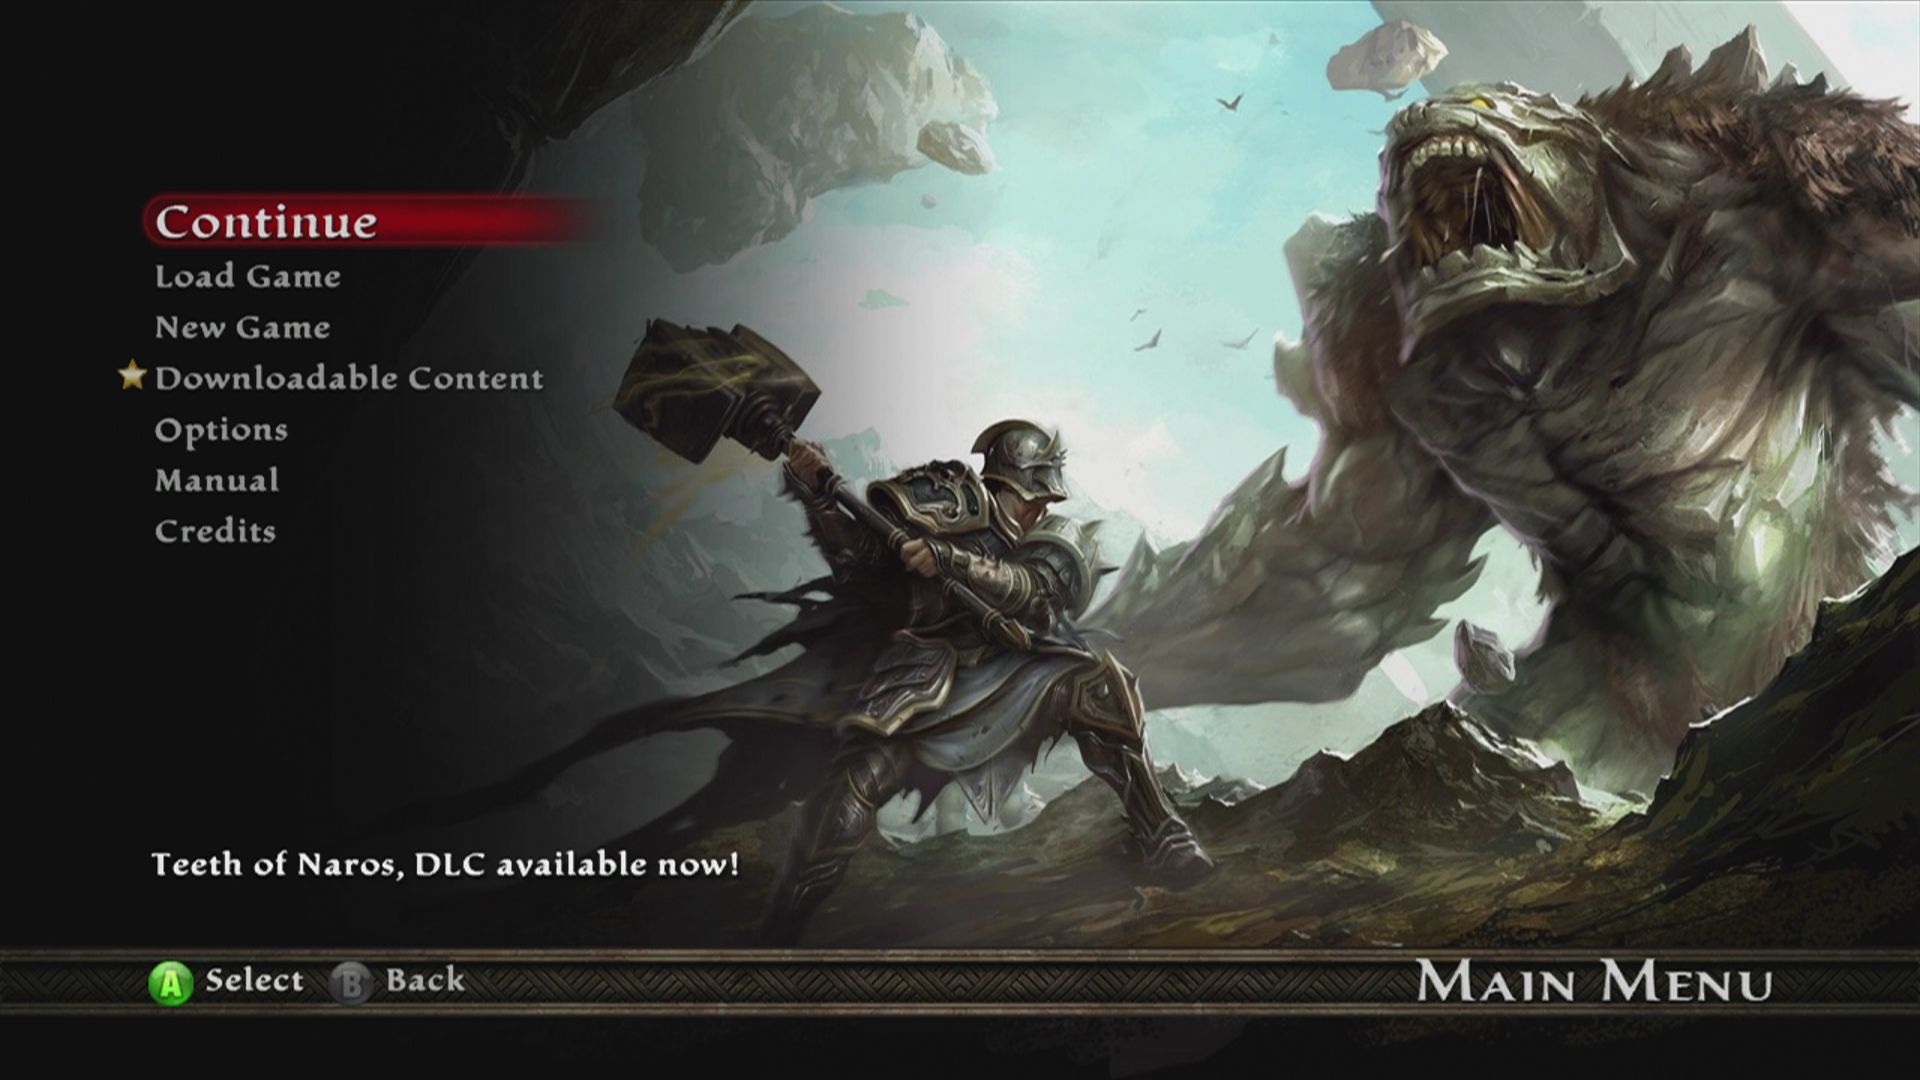 Continue
Load Game
New Game
Downloadable Content
Options
Manual
Credits
Teeth of Naros, DLC available now!
A Select B Back
Main Menu